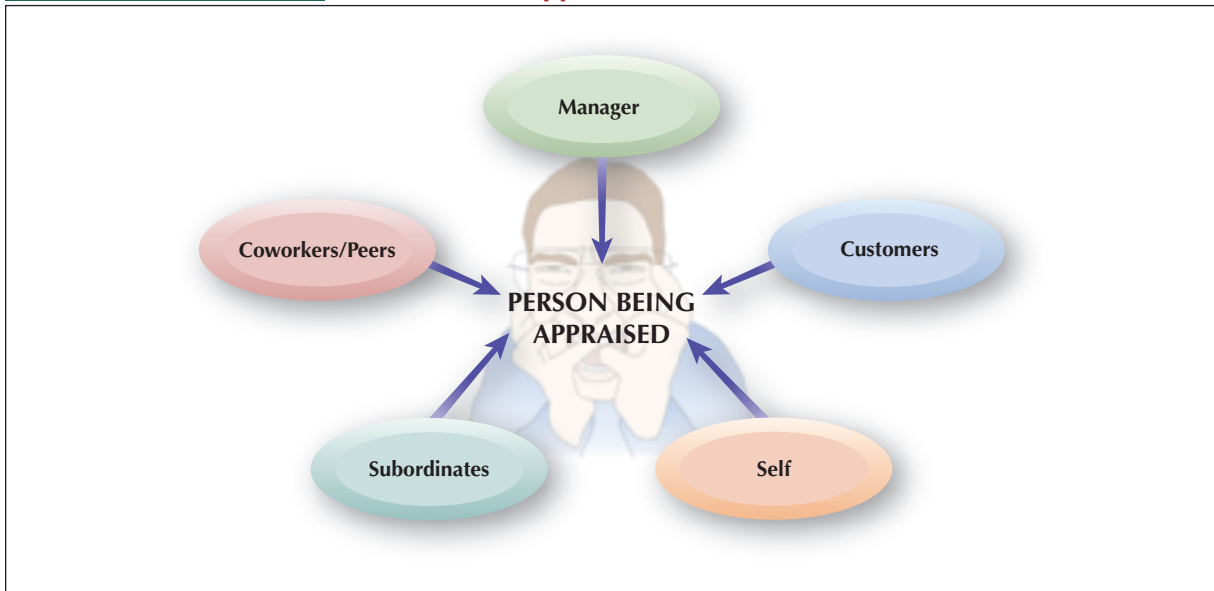 Manager
Coworkers/Peers
Customers
PERSON BEING
APPRAISED
Subordinates
Self